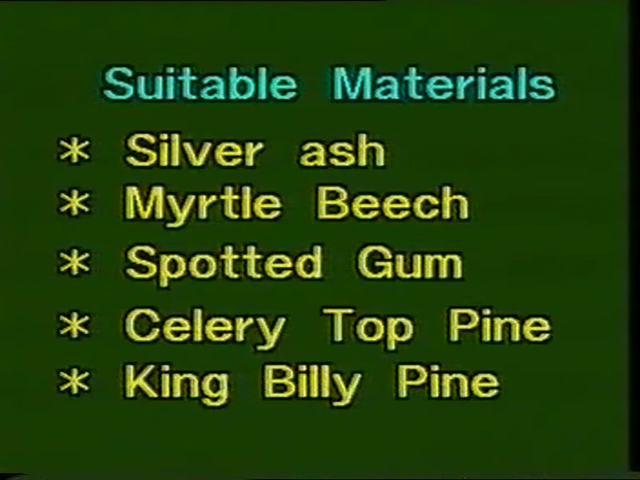 Suitable Materials
* Silver ash
* Myrtle Beech
* Spotted Gum
* Celery Top Pine
* King Billy Pine